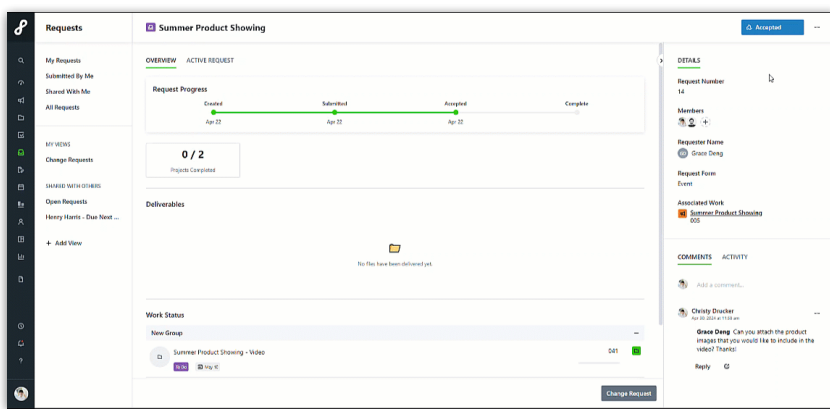 Requests
Summer Product Showing
Accepted
My Requests
Submitted By Me
Shared With Me
All Requests
MY VIEWS
Change Requests
SHARED WITH OTHERS
Open Requests
Henry Harris - Due Next ...
+ Add View
OVERVIEW
ACTIVE REQUEST
Request Progress
Created
Submitted
Accepted
Complete
Apr 22
Apr 22
Apr 22
0 / 2
Projects Completed
Deliverables
No files have been delivered yet.
Work Status
New Group
Summer Product Showing - Video
041
To Do
Change Request
DETAILS
Request Number
14
Members
Requester Name
GD
Grace Deng
Request Form
Event
Associated Work
Summer Product Showing
005
COMMENTS
ACTIVITY
Add a comment...
Christy Drucker
Grace Deng Can you attach the product
images that you would like to include in the
video? Thanks!
Reply